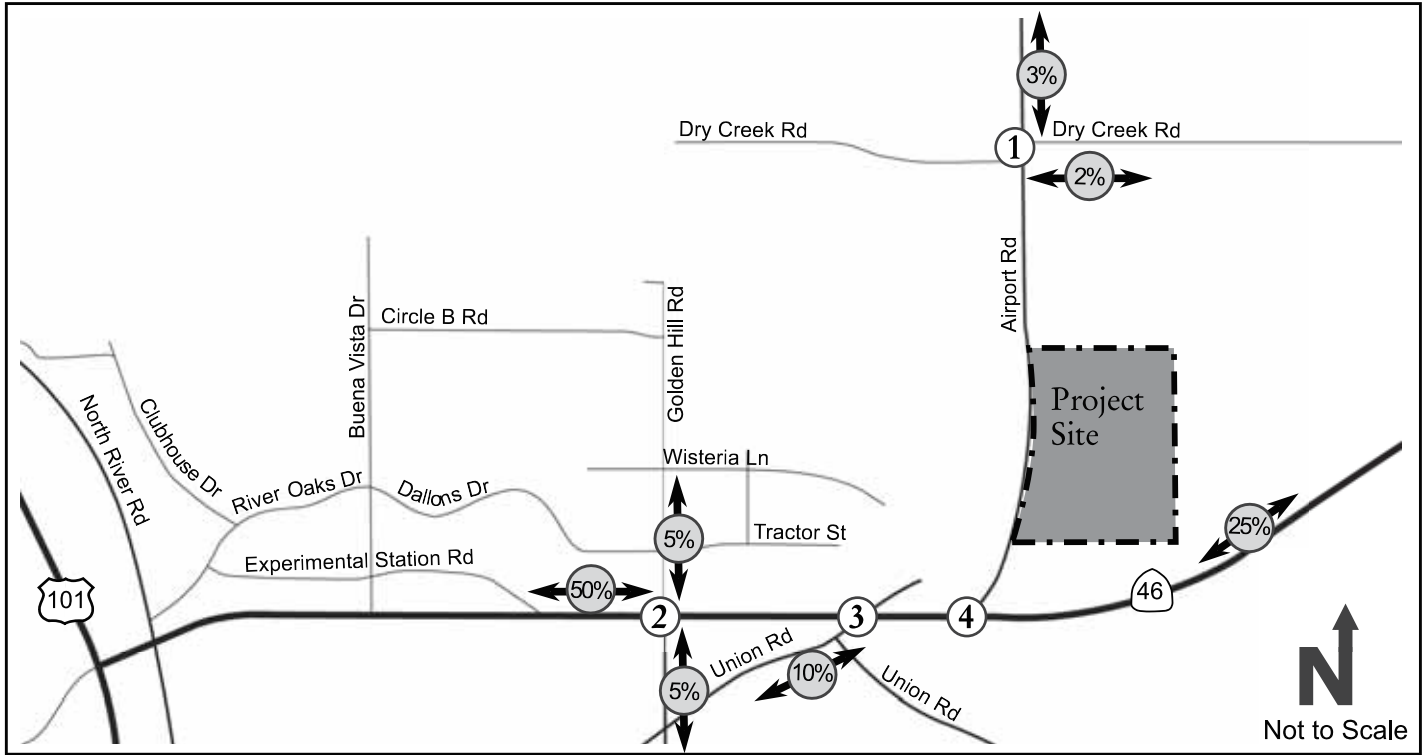 3%
Dry Creek Rd
Dry Creek Rd
1
2%
Airport Rd
Buena Vista Dr
Circle B Rd
Golden Hill Rd
Project
Site
North River Rd
Clubhouse Dr
River Oaks Dr
Dallons Dr
Wisteria Ln
5%
Tractor St
25%
Experimental Station Rd
50%
101
46
2
3
4
5%
Union Rd
10%
Union Rd
N
Not to Scale